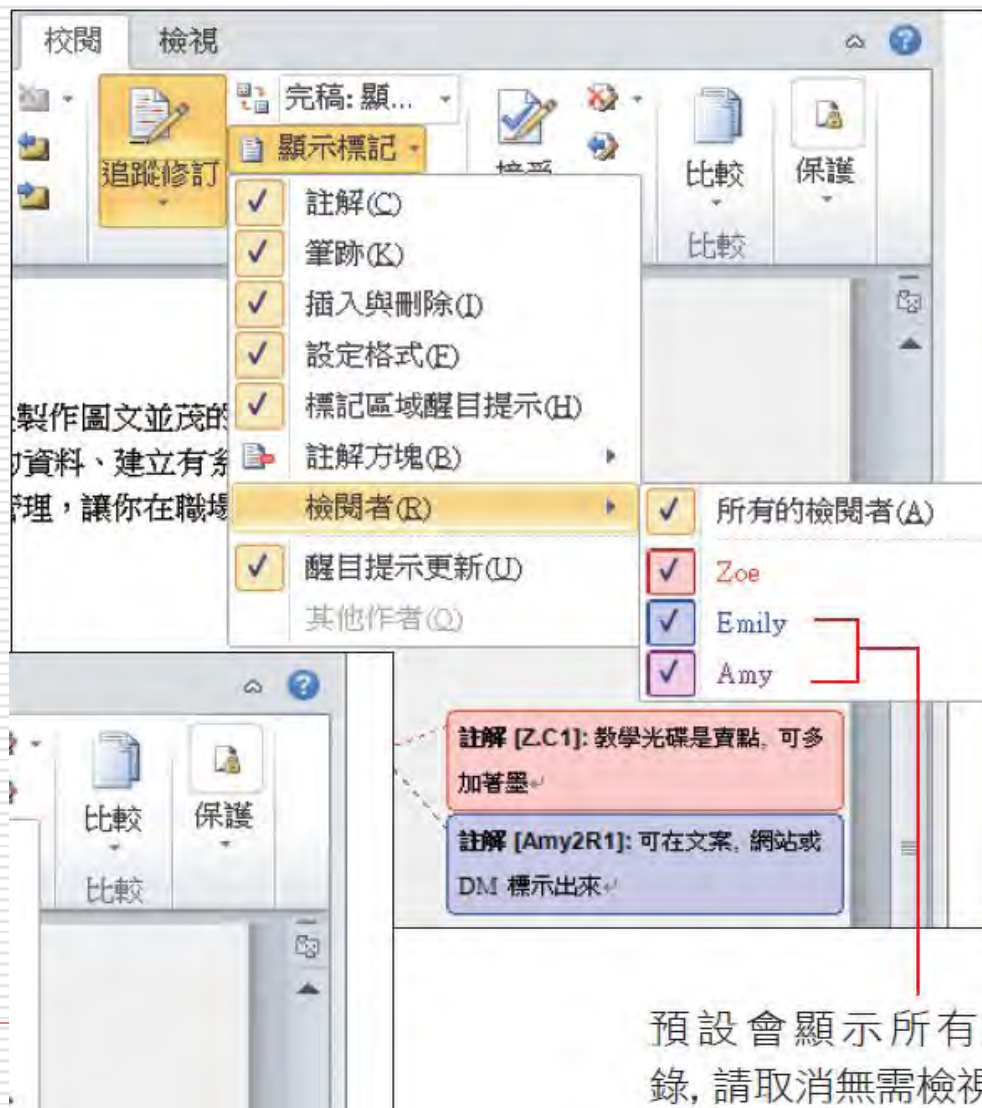 校閱 檢視
完稿: 顯...
顯示標記
追蹤修訂
接受
比較
保護
比較
註解(C)
筆跡(K)
插入與刪除(I)
設定格式(F)
標記區域醒目提示(H)
註解方塊(B)
檢閱者(R)
醒目提示更新(U)
其他作者(O)
所有的檢閱者(A)
Zoe
Emily
Amy
製作圖文並茂的
資料、建立有
理，讓你在職場
註解 [Z.C1]: 教學光碟是賣點, 可多
加著墨
註解 [Amy2R1]: 可在文案, 網站或
DM 標示出來
比較
保護
比較
預設會顯示所有
錄, 請取消無需檢視